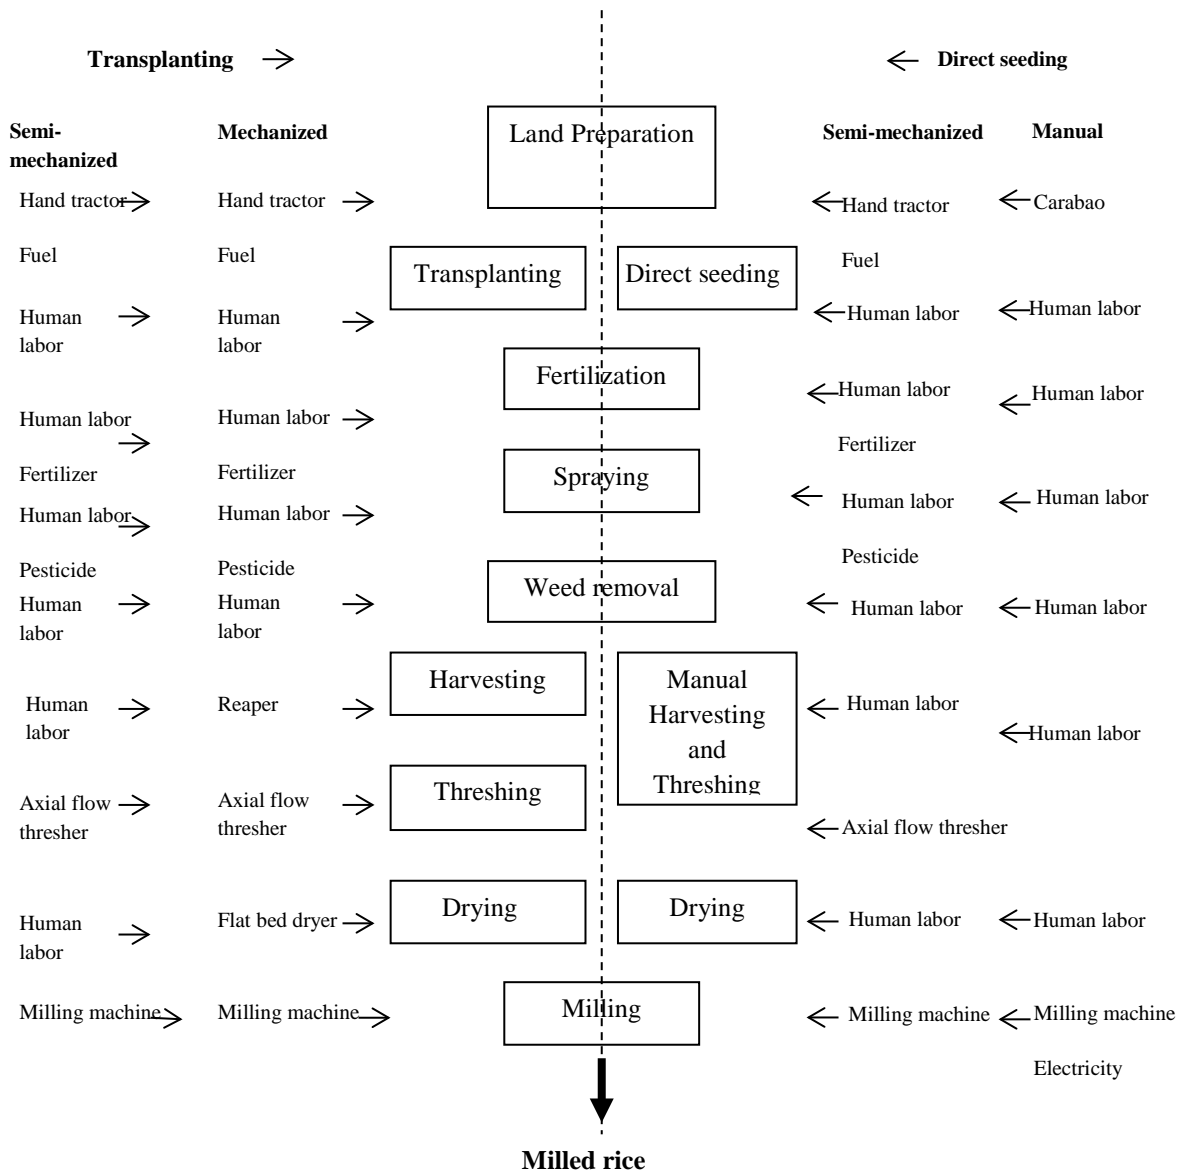 Transplanting
Direct seeding
Semi-
mechanized
Mechanized
Land Preparation
Semi-mechanized
Manual
Hand tractor
Hand tractor
Hand tractor
Carabao
Fuel
Fuel
Transplanting
Direct seeding
Fuel
Human
labor
Human
labor
Human labor
Human labor
Fertilization
Human labor
Human labor
Human labor
Human labor
Fertilizer
Fertilizer
Fertilizer
Spraying
Human labor
Human labor
Human labor
Human labor
Pesticide
Pesticide
Pesticide
Weed removal
Human
labor
Human
labor
Human labor
Human labor
Harvesting
Manual
Harvesting
and
Threshing
Human
labor
Reaper
Human labor
Human labor
Threshing
Axial flow
thresher
Axial flow
thresher
Axial flow thresher
Drying
Drying
Human
labor
Flat bed dryer
Human labor
Human labor
Milling
Milling machine
Milling machine
Milling machine
Milling machine
Electricity
Milled rice